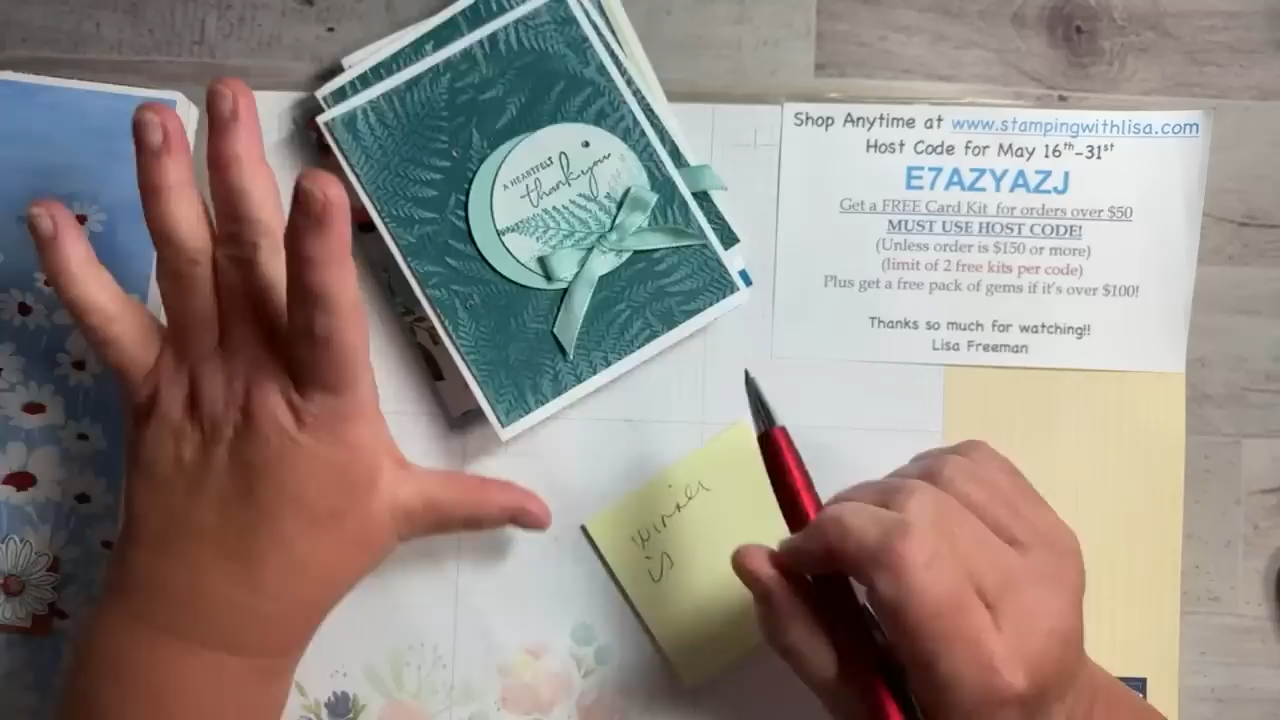 A HEARTFELT
thank you
Shop Anytime at www.stampingwithlisa.com
Host Code for May 16th-31st
E7AZYAZJ
Get a FREE Card Kit for orders over $50
MUST USE HOST CODE!
(Unless order is $150 or more)
(limit of 2 free kits per code)
Plus get a free pack of gems if it's over $100!
Thanks so much for watching!!
Lisa Freeman
winner
is